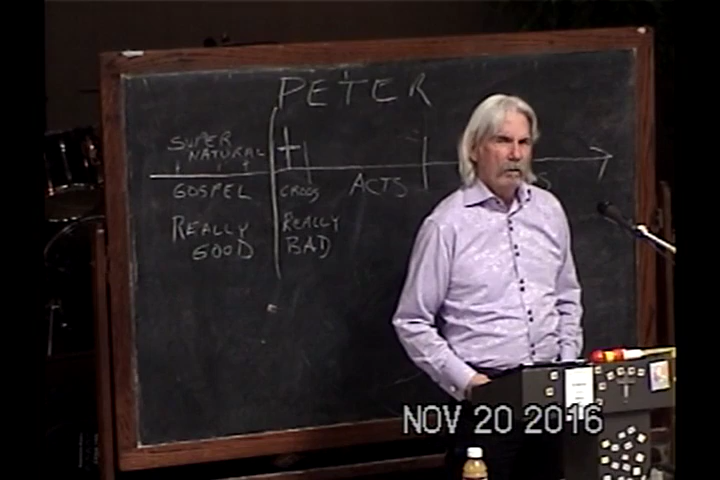 PETER
SUPER
NATURAL
GOSPEL
CROSS
ACTS
REALLY
GOOD
REALLY
BAD
NOV 20 2016